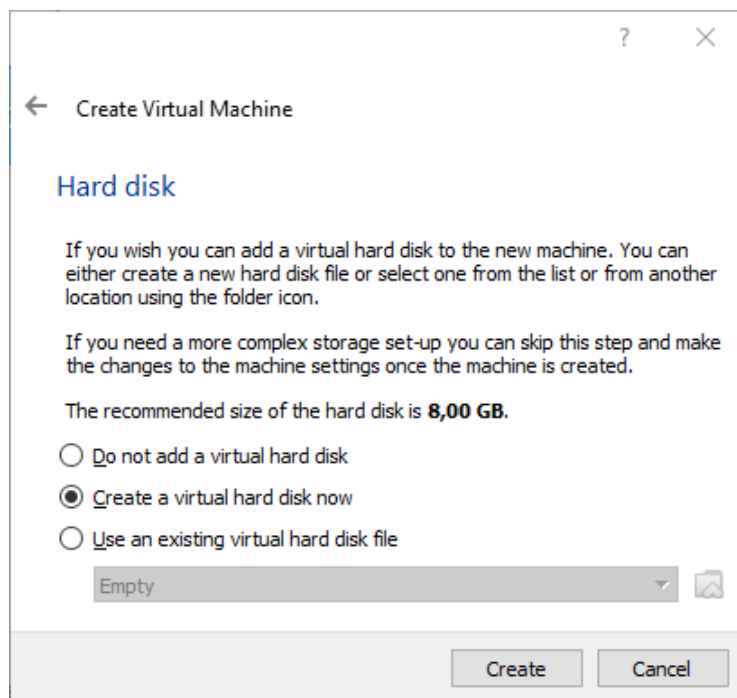 ?
Create Virtual Machine
Hard disk
If you wish you can add a virtual hard disk to the new machine. You can
either create a new hard disk file or select one from the list or from another
location using the folder icon.
If you need a more complex storage set-up you can skip this step and make
the changes to the machine settings once the machine is created.
The recommended size of the hard disk is 8,00 GB.
Do not add a virtual hard disk
Create a virtual hard disk now
Use an existing virtual hard disk file
Empty
Create Cancel